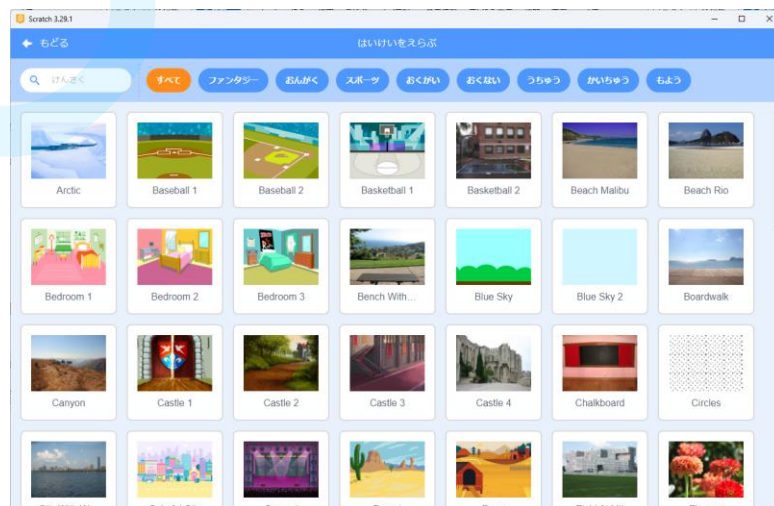 Scratch 3.29.1
もどる はいけいをえらぶ
けんさく すべて ファンタジー おんがく スポーツ おくがい おくない うちゅう かいちゅう もよう
Arctic Baseball 1 Baseball 2 Basketball 1 Basketball 2 Beach Malibu Beach Rio
Bedroom 1 Bedroom 2 Bedroom 3 Bench With... Blue Sky Blue Sky 2 Boardwalk
Canyon Castle 1 Castle 2 Castle 3 Castle 4 Chalkboard Circles